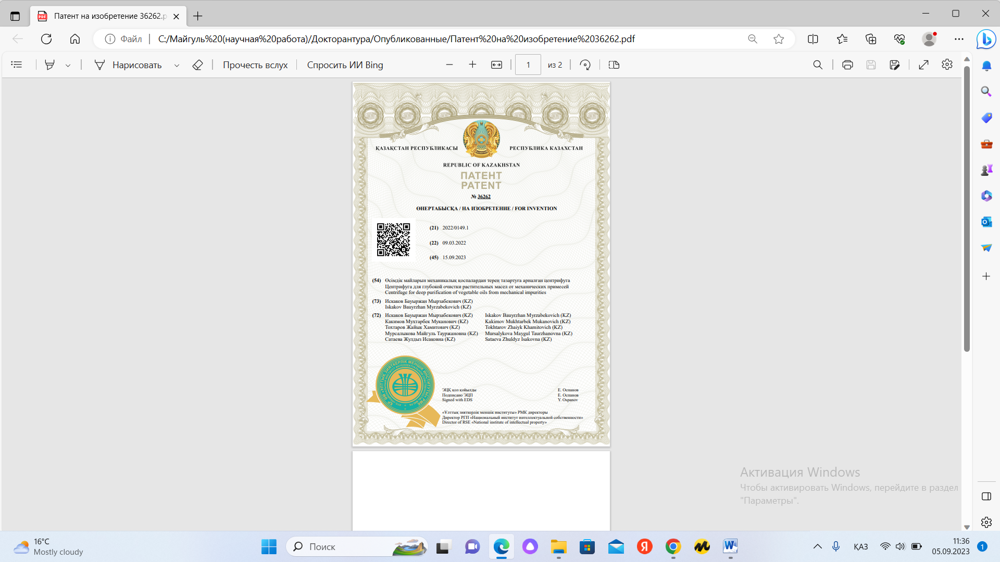 Патент на изобретение 36262.p
Файл
C:/Майгуль%20(научная%20работа)/Докторантура/Опубликованные/Патент%20на%20изобретение%2036262.pdf
Нарисовать
Прочесть вслух
Спросить ИИ Bing
1
из 2
ҚАЗАҚСТАН РЕСПУБЛИКАСЫ
РЕСПУБЛИКА КАЗАХСТАН
REPUBLIC OF KAZAKHSTAN
ПАТЕНТ
PATENT
№ 36262
ӨНЕРТАБЫСҚА / НА ИЗОБРЕТЕНИЕ / FOR INVENTION
(21) 2022/0149.1
(22) 09.03.2022
(45) 15.09.2023
(54) Өсімдік майларын механикалық қоспалардан терең тазартуға арналған центрифуга
Центрифуга для глубокой очистки растительных масел от механических примесей
Centrifuge for deep purification of vegetable oils from mechanical impurities
(73) Искаков Бауыржан Мырзабекович (KZ)
Iskakov Bauyrzhan Myrzabekovich (KZ)
(72) Искаков Бауыржан Мырзабекович (KZ) Iskakov Bauyrzhan Myrzabekovich (KZ)
Какимов Мухтарбек Муканович (KZ) Kakimov Mukhtarbek Mukanovich (KZ)
Тохтаров Жайык Хамитович (KZ) Tokhtarov Zhaiyk Khamitovich (KZ)
Мурсалыкова Майгуль Тауржановна (KZ) Mursalykova Maygul Taurzhanovna (KZ)
Сатаева Жулдыз Исаковна (KZ) Sataeva Zhuldyz Isakovna (KZ)
ЭЦҚ қол қойылды Е. Оспанов
Подписано ЭЦП Е. Оспанов
Signed with EDS Y. Ospanov
«Ұлттық зияткерлік меншік институты» РМК директоры
Директор РГП «Национальный институт интеллектуальной собственности»
Director of RSE «National institute of intellectual property»
Активация Windows
Чтобы активировать Windows, перейдите в раздел
"Параметры".
16°C
Mostly cloudy
Поиск
ҚАЗ
11:36
05.09.2023
1